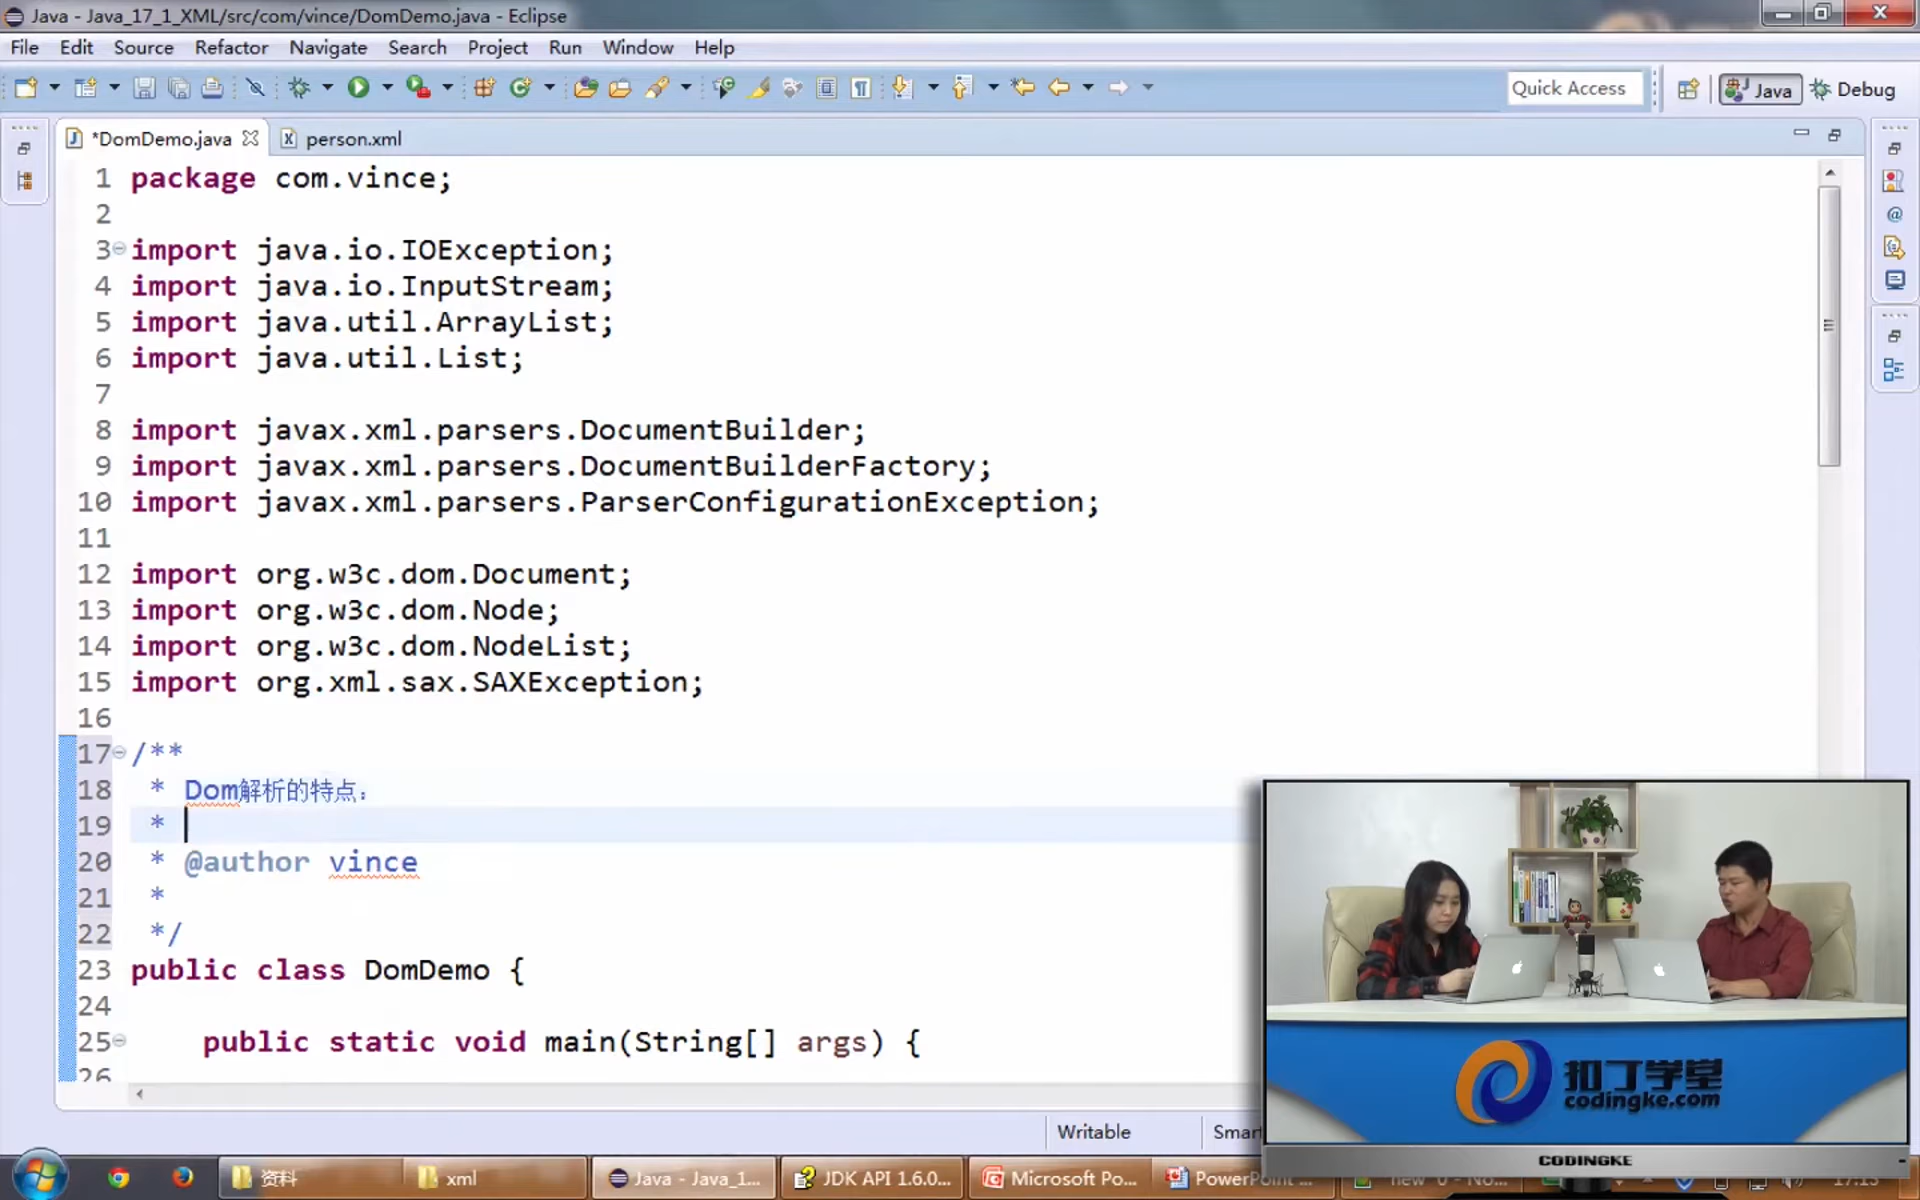 Java - Java_17_1_XML/src/com/vince/DomDemo.java - Eclipse
File Edit Source Refactor Navigate Search Project Run Window Help
Quick Access Java Debug
*DomDemo.java person.xml
1 package com.vince;
2
3 import java.io.IOException;
4 import java.io.InputStream;
5 import java.util.ArrayList;
6 import java.util.List;
7
8 import javax.xml.parsers.DocumentBuilder;
9 import javax.xml.parsers.DocumentBuilderFactory;
10 import javax.xml.parsers.ParserConfigurationException;
11
12 import org.w3c.dom.Document;
13 import org.w3c.dom.Node;
14 import org.w3c.dom.NodeList;
15 import org.xml.sax.SAXException;
16
17 /**
18 * Dom解析的特点：
19 *
20 * @author vince
21 *
22 */
23 public class DomDemo {
24
25 public static void main(String[] args) {
26
扣丁学堂
codingke.com
CODINGKE
Writable
资料 xml Java - Java_1... JDK API 1.6.0... Microsoft Po...